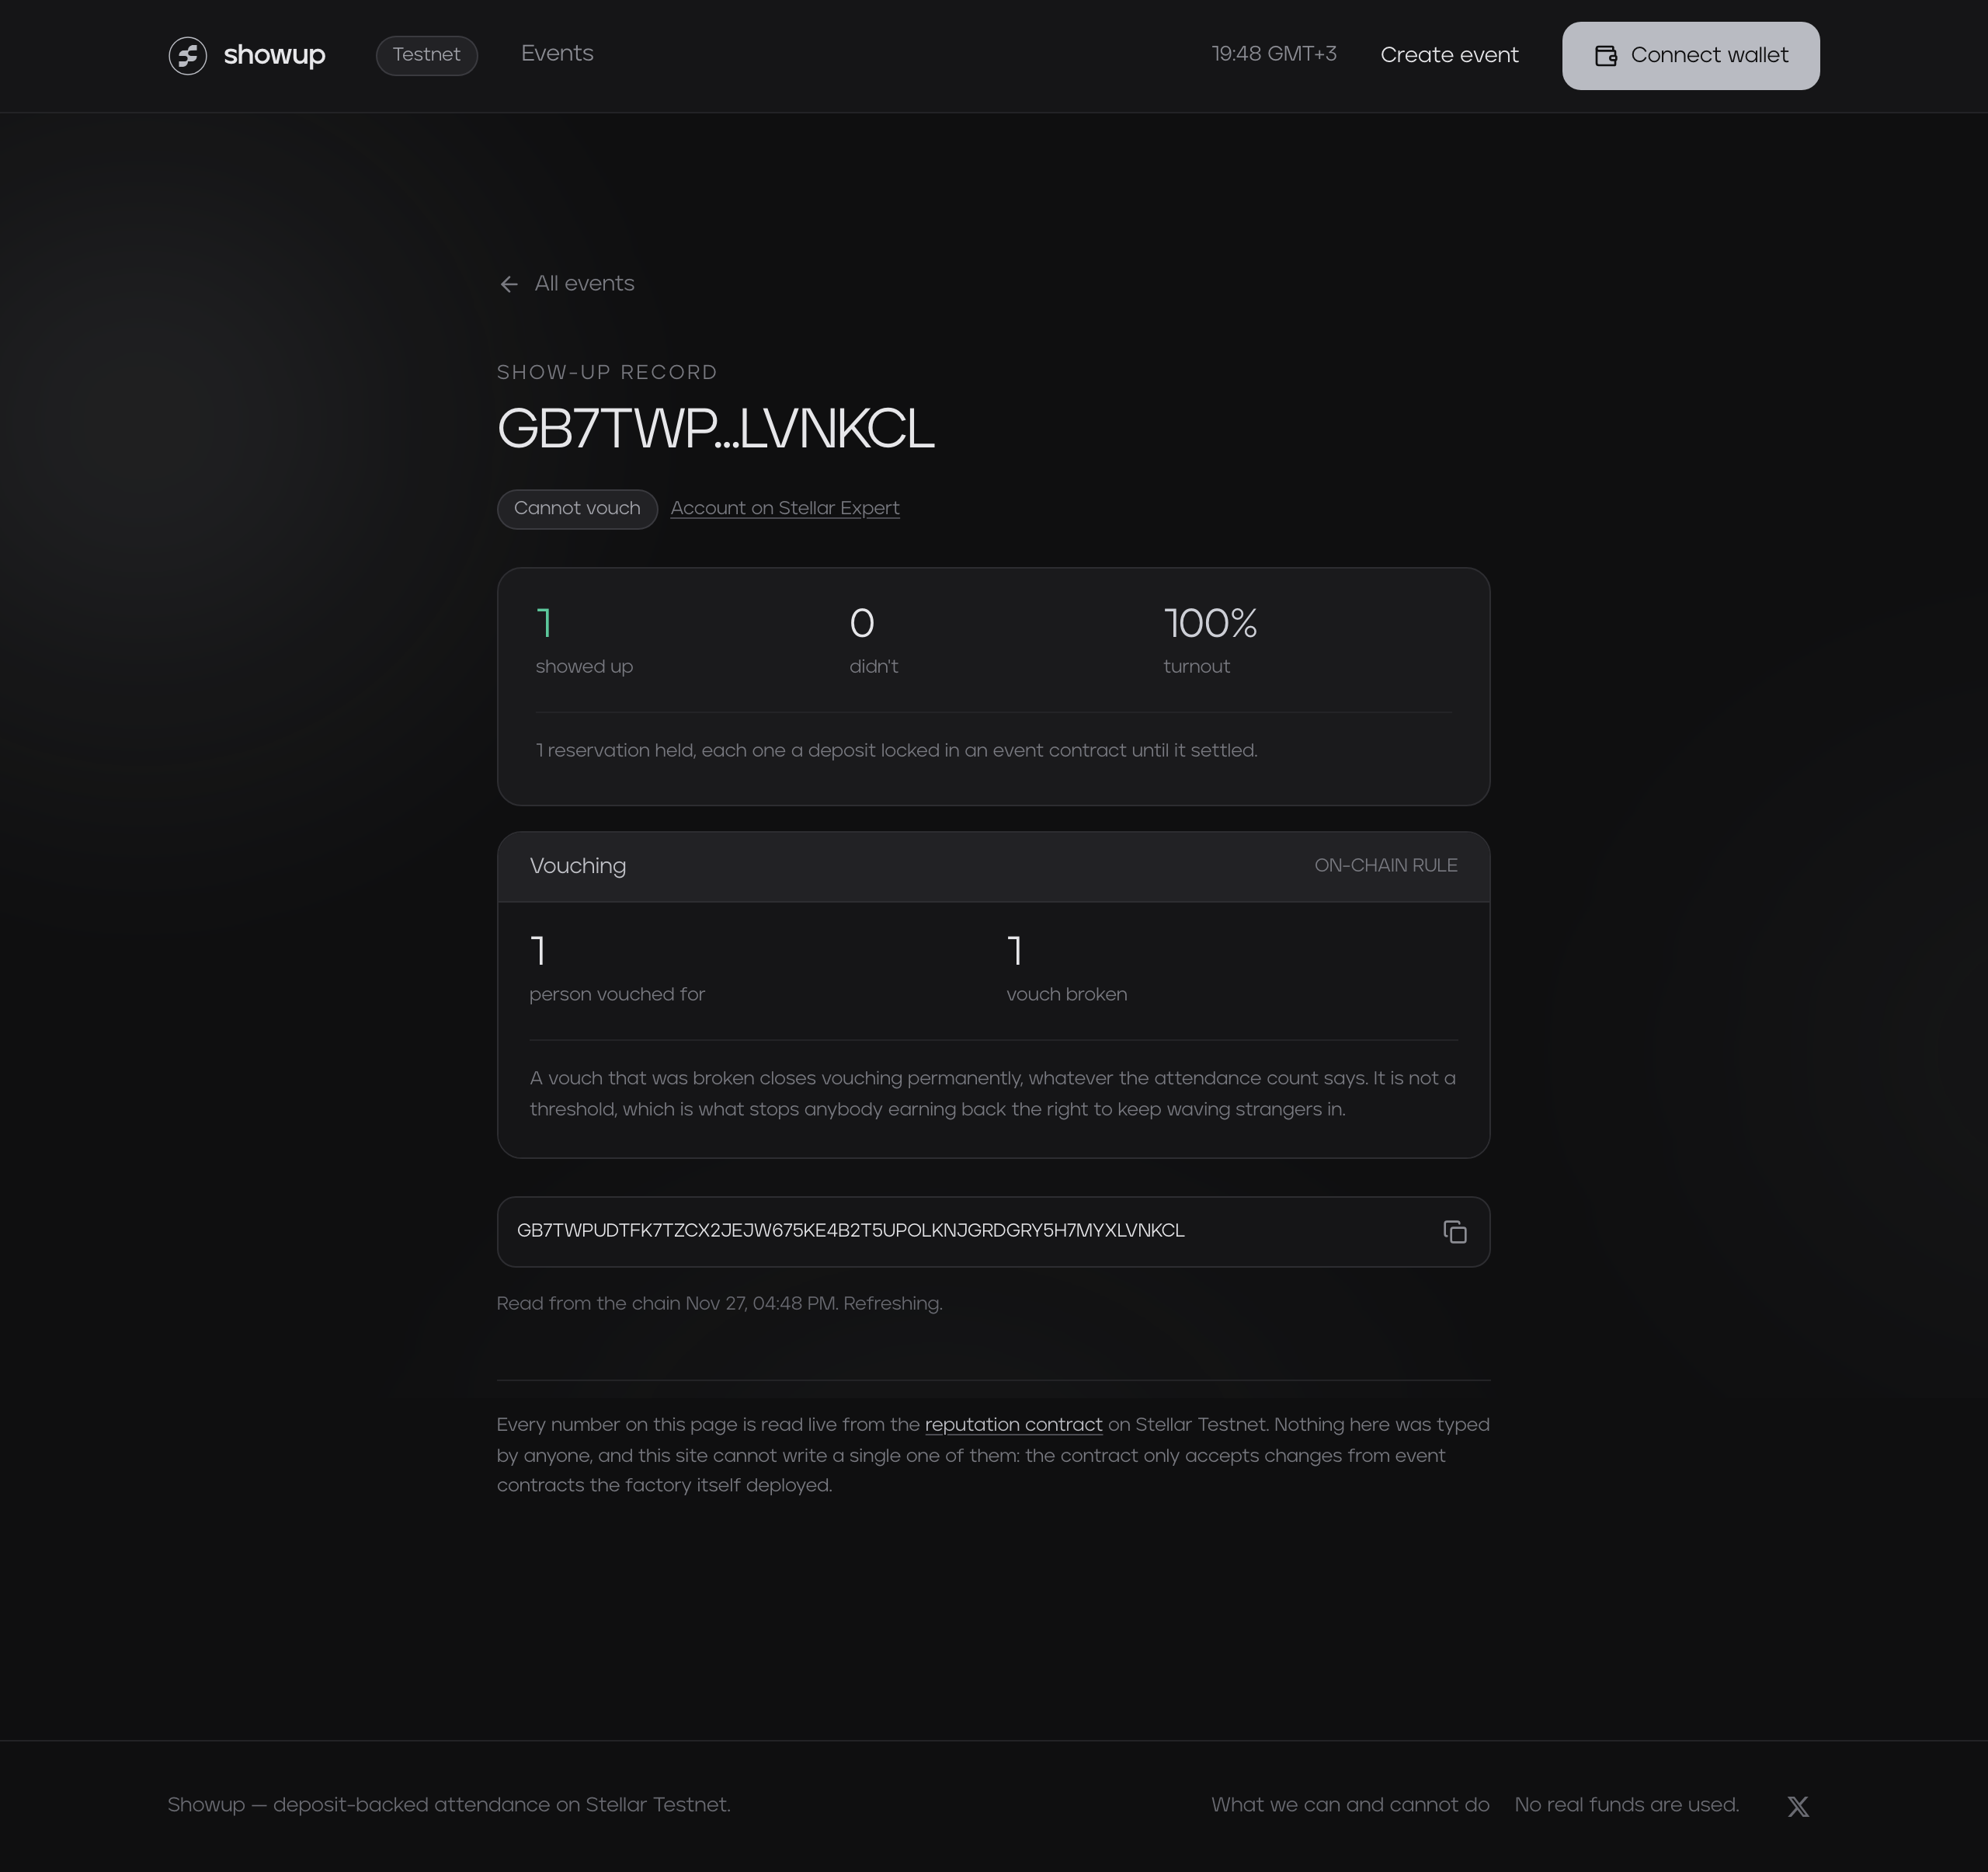 showup
Testnet
Events
19:48 GMT+3
Create event
Connect wallet
All events
SHOW-UP RECORD
GB7TWP...LVNKCL
Cannot vouch
Account on Stellar Expert
1
0
100%
showed up
didn't
turnout
1 reservation held, each one a deposit locked in an event contract until it settled.
Vouching
ON-CHAIN RULE
1
1
person vouched for
vouch broken
A vouch that was broken closes vouching permanently, whatever the attendance count says. It is not a
threshold, which is what stops anybody earning back the right to keep waving strangers in.
GB7TWPUDTFK7TZCX2JEJW675KE4B2T5UPOLKNJGRDGRY5H7MYXLVNKCL
Read from the chain Nov 27, 04:48 PM. Refreshing.
Every number on this page is read live from the reputation contract on Stellar Testnet. Nothing here was typed
by anyone, and this site cannot write a single one of them: the contract only accepts changes from event
contracts the factory itself deployed.
Showup — deposit-backed attendance on Stellar Testnet.
What we can and cannot do
No real funds are used.